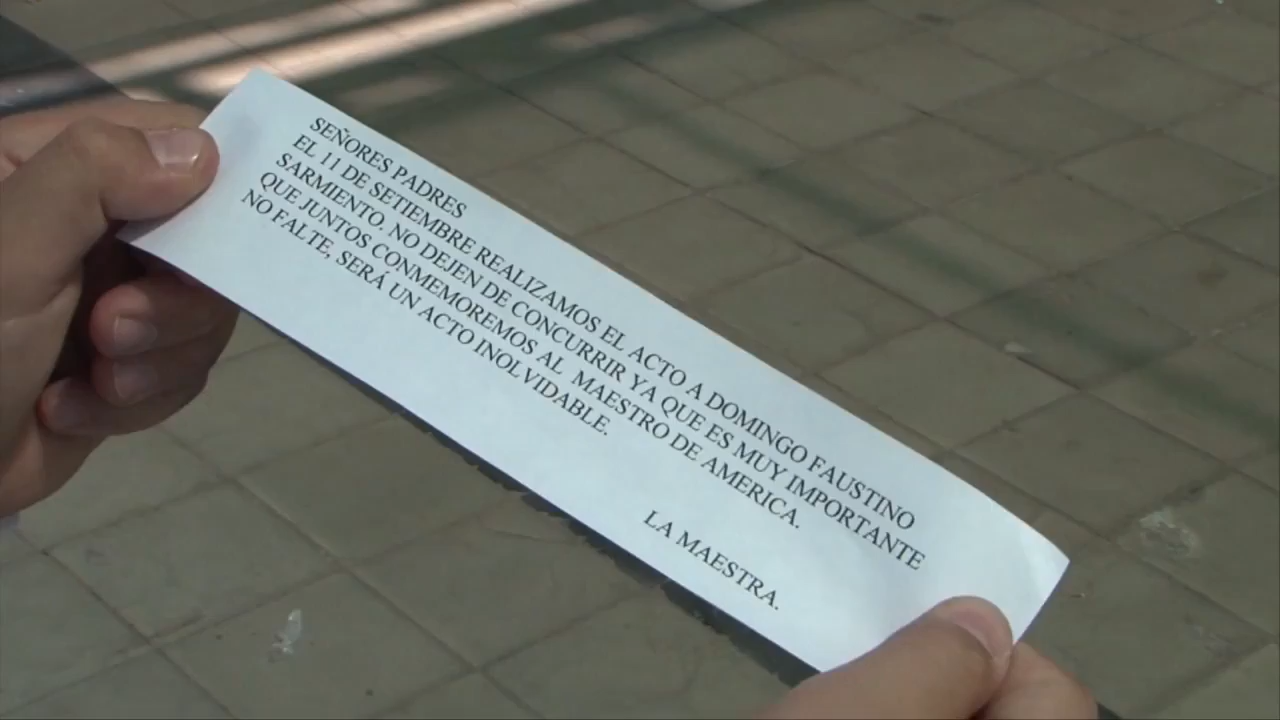 SEÑORES PADRES
EL 11 DE SETIEMBRE REALIZAMOS EL ACTO A DOMINGO FAUSTINO
SARMIENTO. NO DEJEN DE CONCURRIR YA QUE ES MUY IMPORTANTE
QUE JUNTOS CONMEMOREMOS AL MAESTRO DE AMERICA.
NO FALTE, SERÁ UN ACTO INOLVIDABLE.
LA MAESTRA.